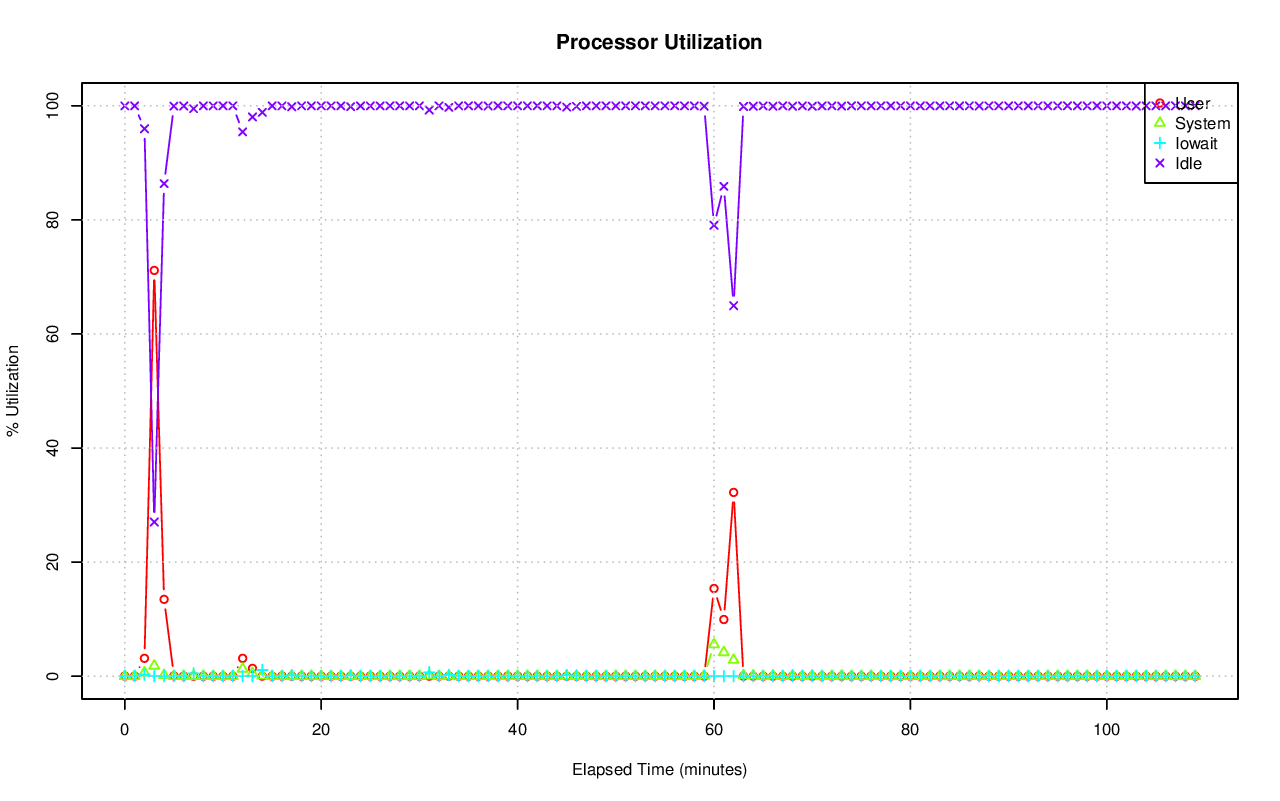 Processor Utilization
% Utilization
100
80
60
40
20
0
User
System
Iowait
Idle
0 20 40 60 80 100
Elapsed Time (minutes)